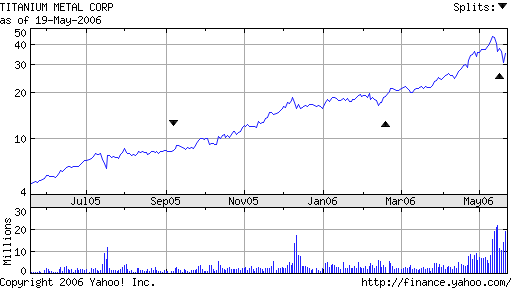 TITANIUM METAL CORP Splits:▼
as of 19-May-2006
50
40
30
20
10
4
Jul05 Sep05 Nov05 Jan06 Mar06 May06
30
20
10
0
Millions
Copyright 2006 Yahoo! Inc. http://finance.yahoo.com/